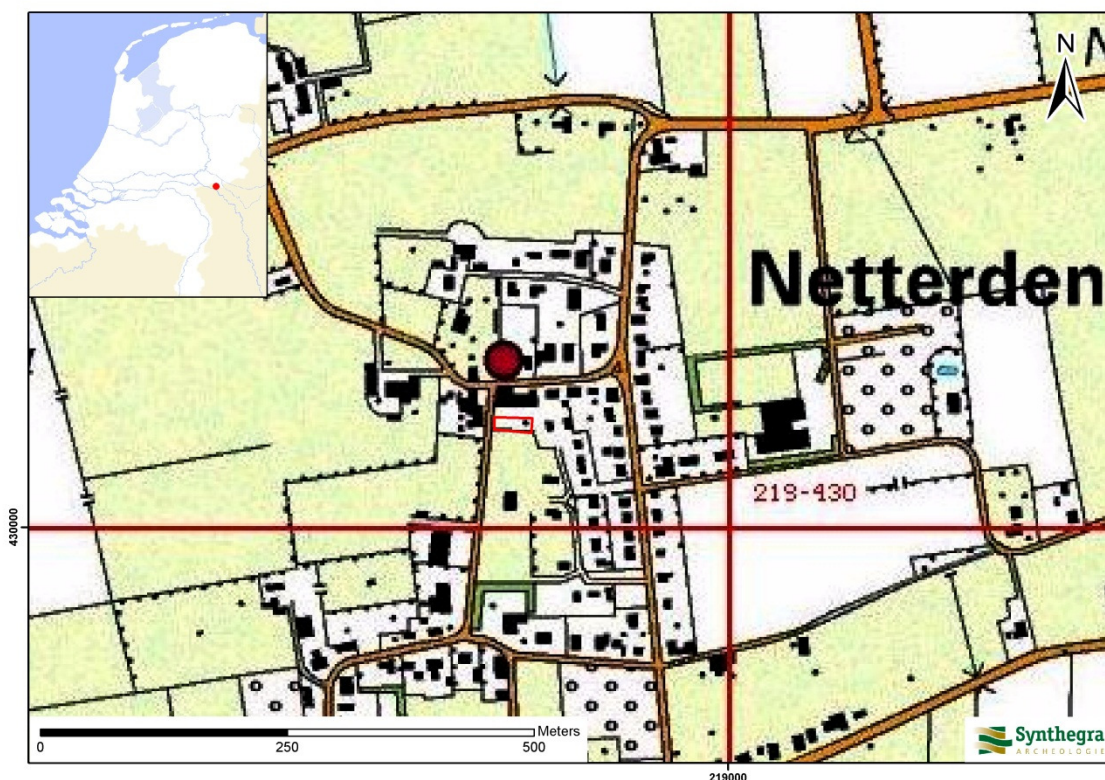 N
N
Netterden
219-430
430000
Meters
0
250
500
219000
Synthegra
ARCHEOLOGIE